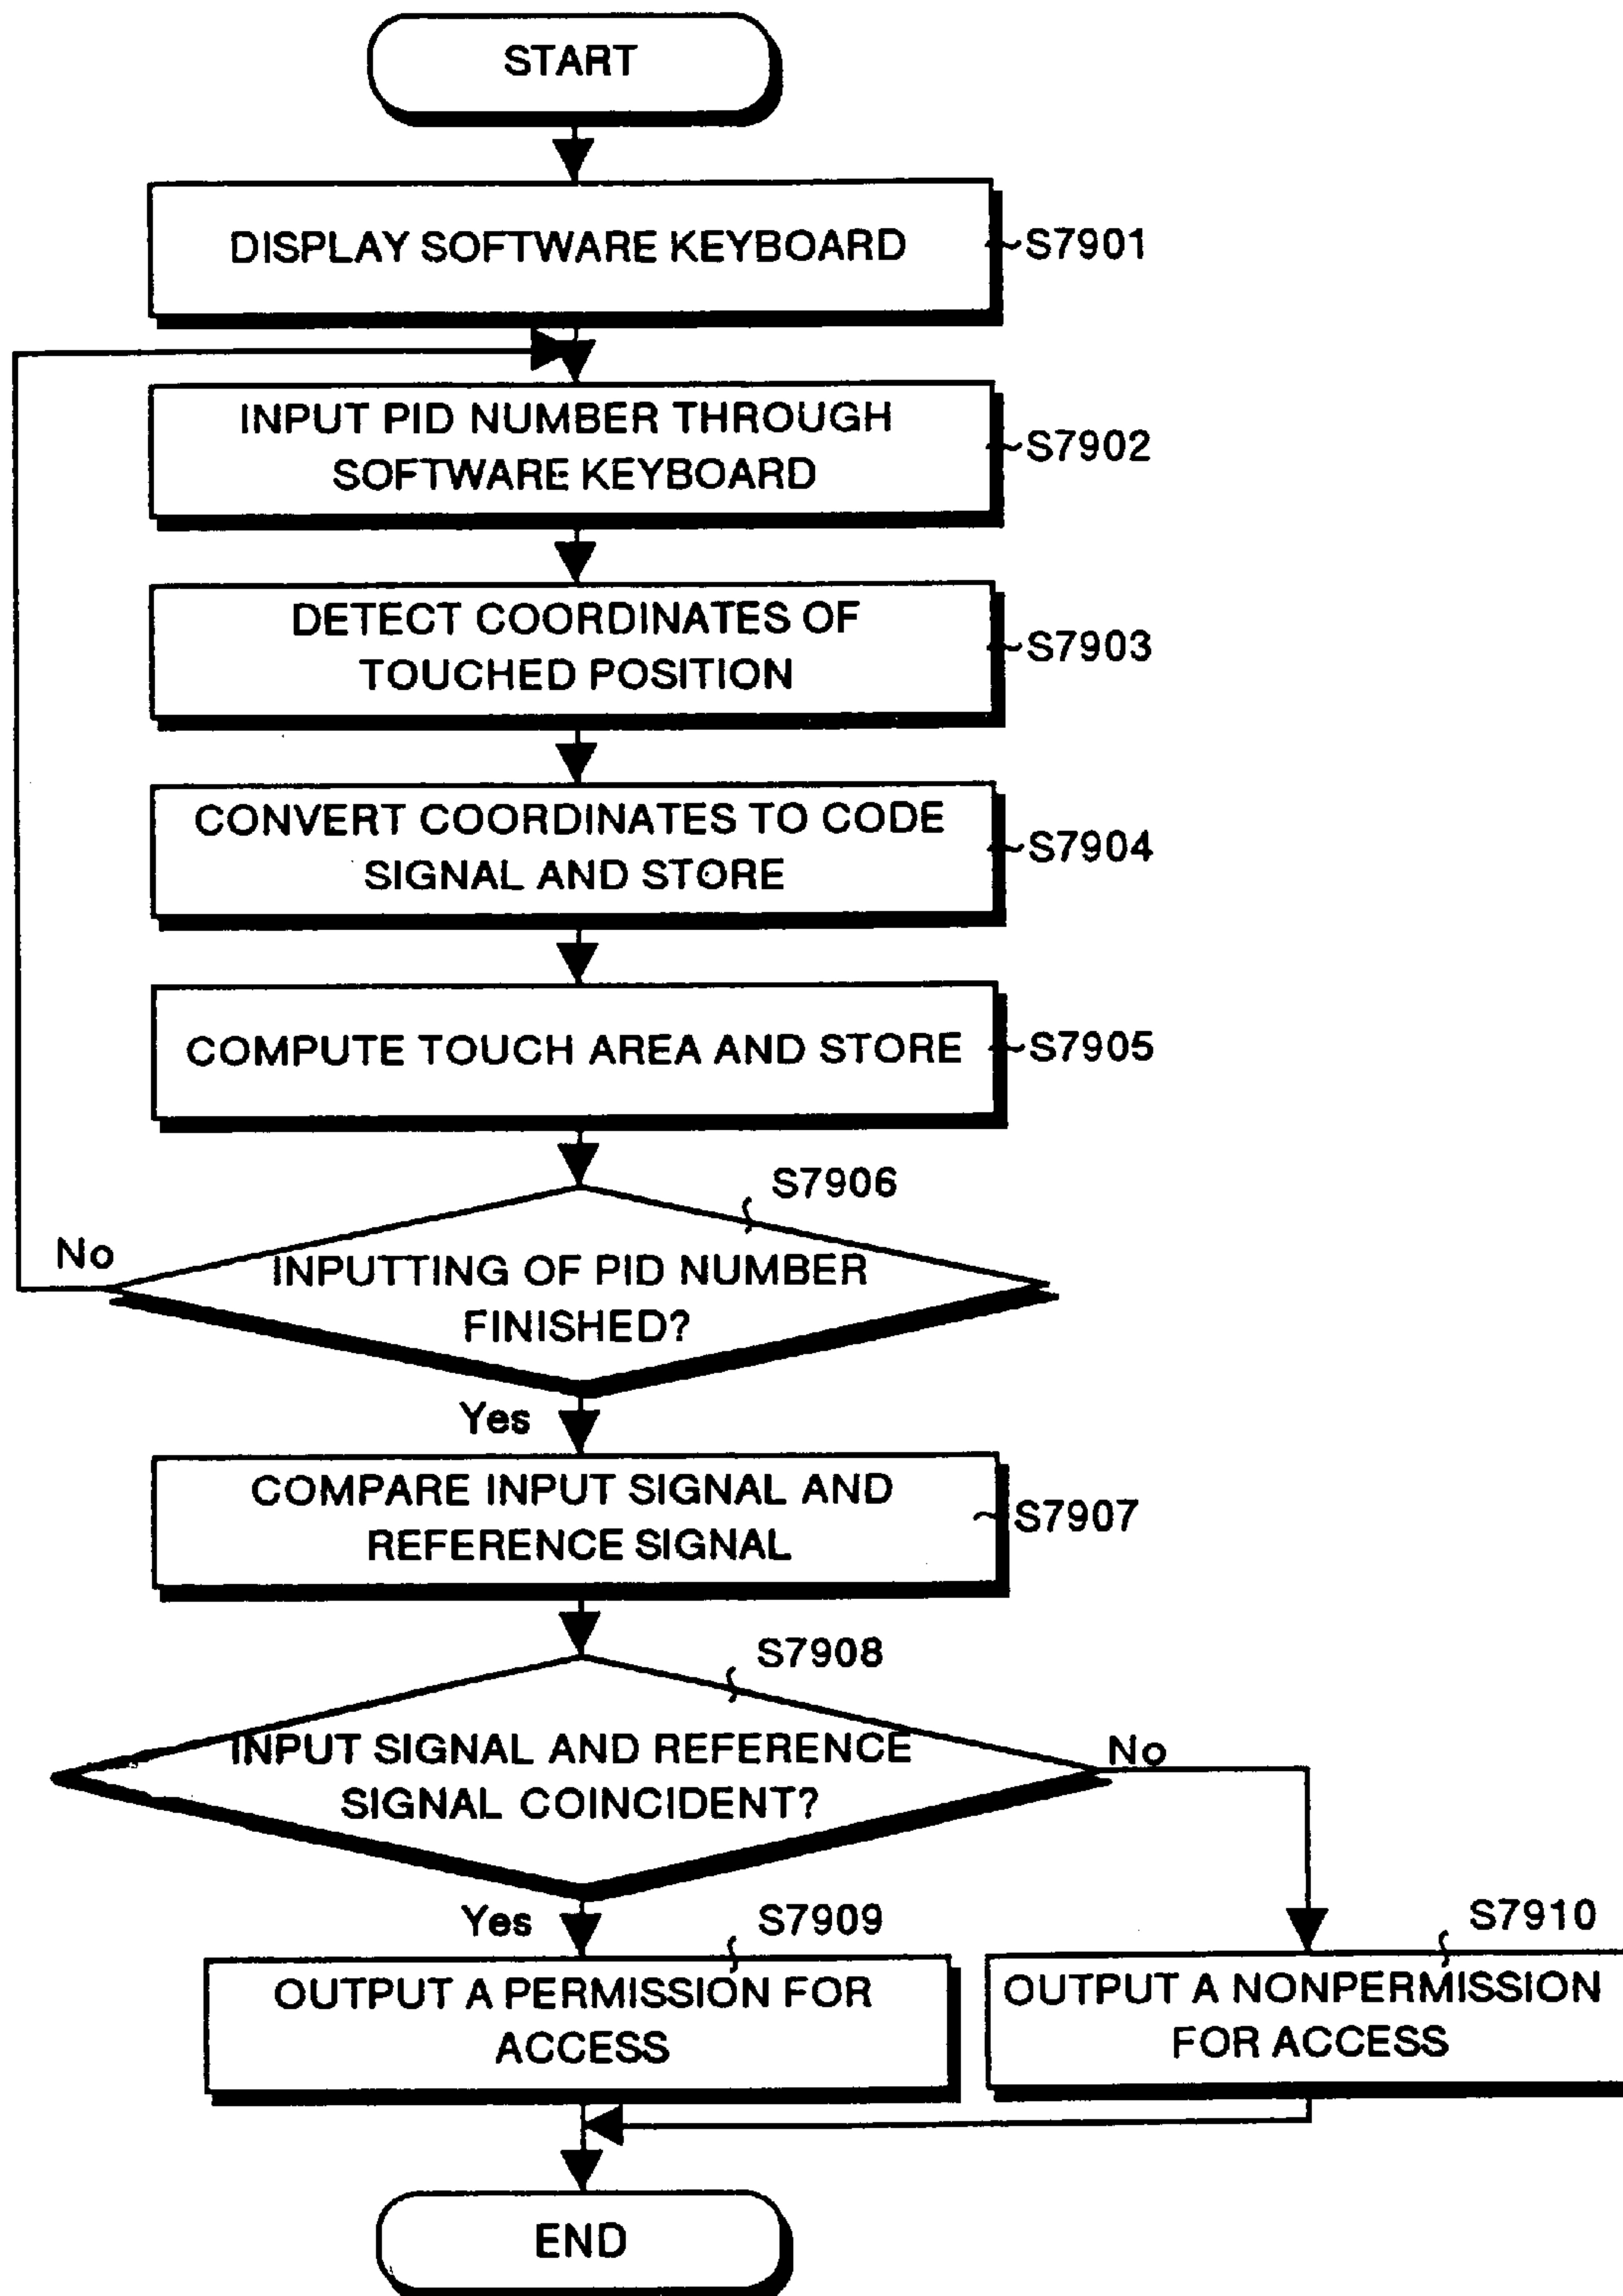 START
DISPLAY SOFTWARE KEYBOARD
S7901
INPUT PID NUMBER THROUGH
SOFTWARE KEYBOARD
S7902
DETECT COORDINATES OF
TOUCHED POSITION
S7903
CONVERT COORDINATES TO CODE
SIGNAL AND STORE
S7904
COMPUTE TOUCH AREA AND STORE
S7905
S7906
No
INPUTTING OF PID NUMBER
FINISHED?
Yes
COMPARE INPUT SIGNAL AND
REFERENCE SIGNAL
S7907
S7908
INPUT SIGNAL AND REFERENCE
SIGNAL COINCIDENT?
No
Yes
S7909
OUTPUT A PERMISSION FOR
ACCESS
S7910
OUTPUT A NONPERMISSION
FOR ACCESS
END